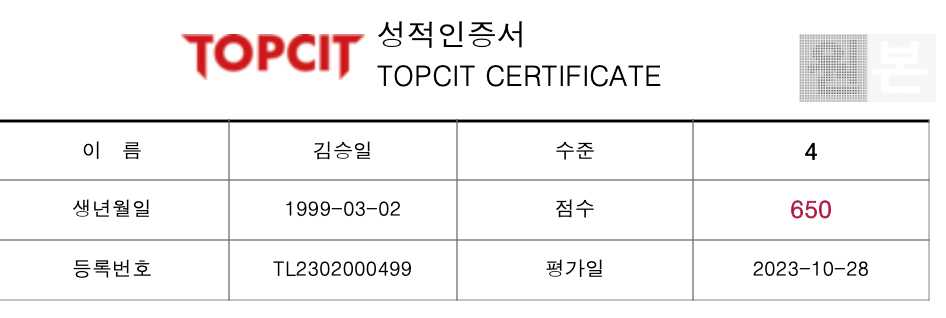 TOPCIT 성적인증서
TOPCIT CERTIFICATE
원본
이 름 김승일 수준 4
생년월일 1999-03-02 점수 650
등록번호 TL2302000499 평가일 2023-10-28